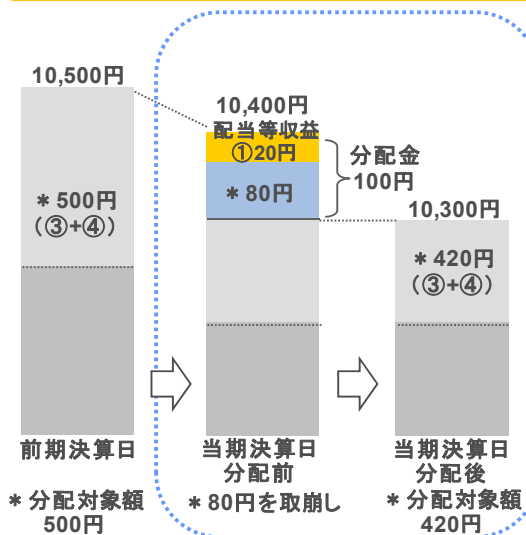 10,500円
10,400円
配当等収益
①20円
分配金
100円
*80円
*500円
(③+④)
10,300円
*420円
(③+④)
前期決算日
当期決算日
分配前
当期決算日
分配後
*分配対象額
500円
*80円を取崩し
*分配対象額
420円